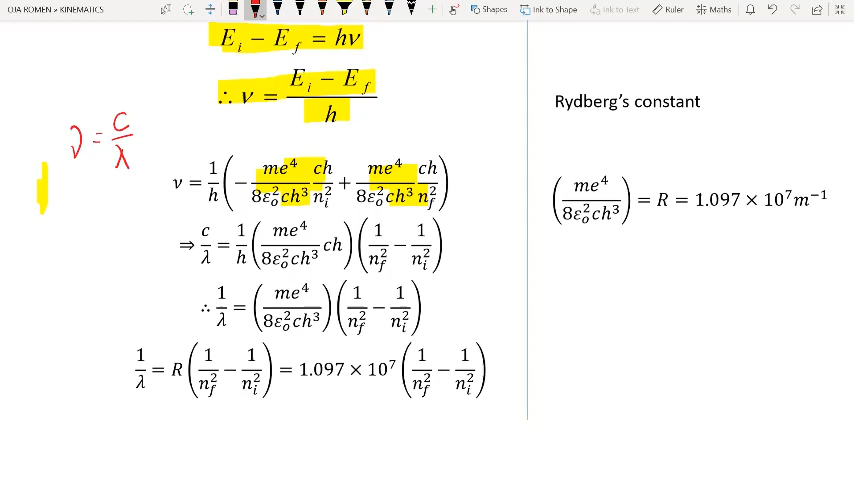 OJA ROMEN » KINEMATICS
Shapes
Ink to Shape
Ink to Text
Ruler
Maths
E_i − E_f = hν
∴ ν = (E_i − E_f)/h
ν = c/λ
ν = 1/h (− me⁴/8ε_o²ch³ ch/n_i² + me⁴/8ε_o²ch³ ch/n_f²)
⇒ c/λ = 1/h (me⁴/8ε_o²ch³ ch) (1/n_f² − 1/n_i²)
∴ 1/λ = (me⁴/8ε_o²ch³) (1/n_f² − 1/n_i²)
1/λ = R (1/n_f² − 1/n_i²) = 1.097 × 10⁷ (1/n_f² − 1/n_i²)
Rydberg's constant
(me⁴/8ε_o²ch³) = R = 1.097 × 10⁷m⁻¹